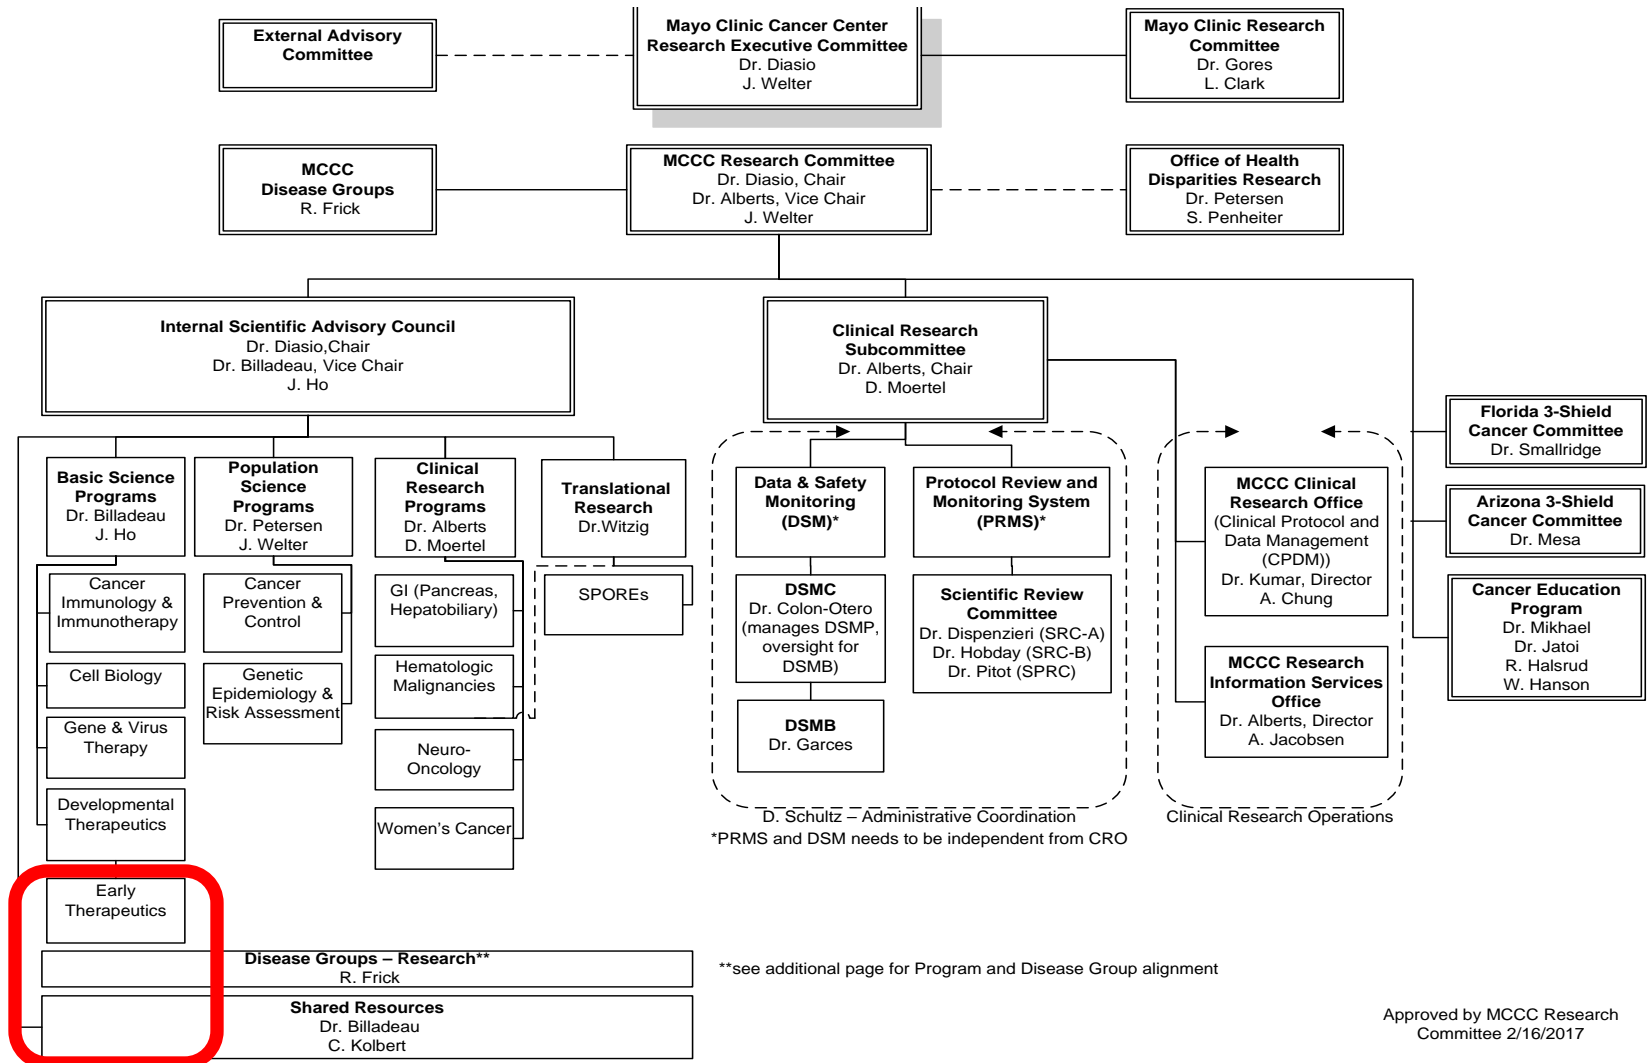 External Advisory
Committee
Mayo Clinic Cancer Center
Research Executive Committee
Dr. Diasio
J. Welter
Mayo Clinic Research
Committee
Dr. Gores
L. Clark
MCCC
Disease Groups
R. Frick
MCCC Research Committee
Dr. Diasio, Chair
Dr. Alberts, Vice Chair
J. Welter
Office of Health
Disparities Research
Dr. Petersen
S. Penheiter
Internal Scientific Advisory Council
Dr. Diasio,Chair
Dr. Billadeau, Vice Chair
J. Ho
Clinical Research
Subcommittee
Dr. Alberts, Chair
D. Moertel
Florida 3-Shield
Cancer Committee
Dr. Smallridge
Arizona 3-Shield
Cancer Committee
Dr. Mesa
Cancer Education
Program
Dr. Mikhael
Dr. Jatoi
R. Halsrud
W. Hanson
Basic Science
Programs
Dr. Billadeau
J. Ho
Population
Science
Programs
Dr. Petersen
J. Welter
Clinical
Research
Programs
Dr. Alberts
D. Moertel
Translational
Research
Dr.Witzig
Data & Safety
Monitoring
(DSM)*
Protocol Review and
Monitoring System
(PRMS)*
MCCC Clinical
Research Office
(Clinical Protocol and
Data Management
(CPDM))
Dr. Kumar, Director
A. Chung
Cancer
Immunology &
Immunotherapy
Cell Biology
Gene & Virus
Therapy
Developmental
Therapeutics
Early
Therapeutics
Cancer
Prevention &
Control
Genetic
Epidemiology &
Risk Assessment
GI (Pancreas,
Hepatobiliary)
Hematologic
Malignancies
Neuro-
Oncology
Women's Cancer
SPOREs
DSMC
Dr. Colon-Otero
(manages DSMP,
oversight for
DSMB)
DSMB
Dr. Garces
Scientific Review
Committee
Dr. Dispenzieri (SRC-A)
Dr. Hobday (SRC-B)
Dr. Pitot (SPRC)
MCCC Research
Information Services
Office
Dr. Alberts, Director
A. Jacobsen
D. Schultz – Administrative Coordination
*PRMS and DSM needs to be independent from CRO
Clinical Research Operations
Disease Groups – Research**
R. Frick
**see additional page for Program and Disease Group alignment
Shared Resources
Dr. Billadeau
C. Kolbert
Approved by MCCC Research
Committee 2/16/2017